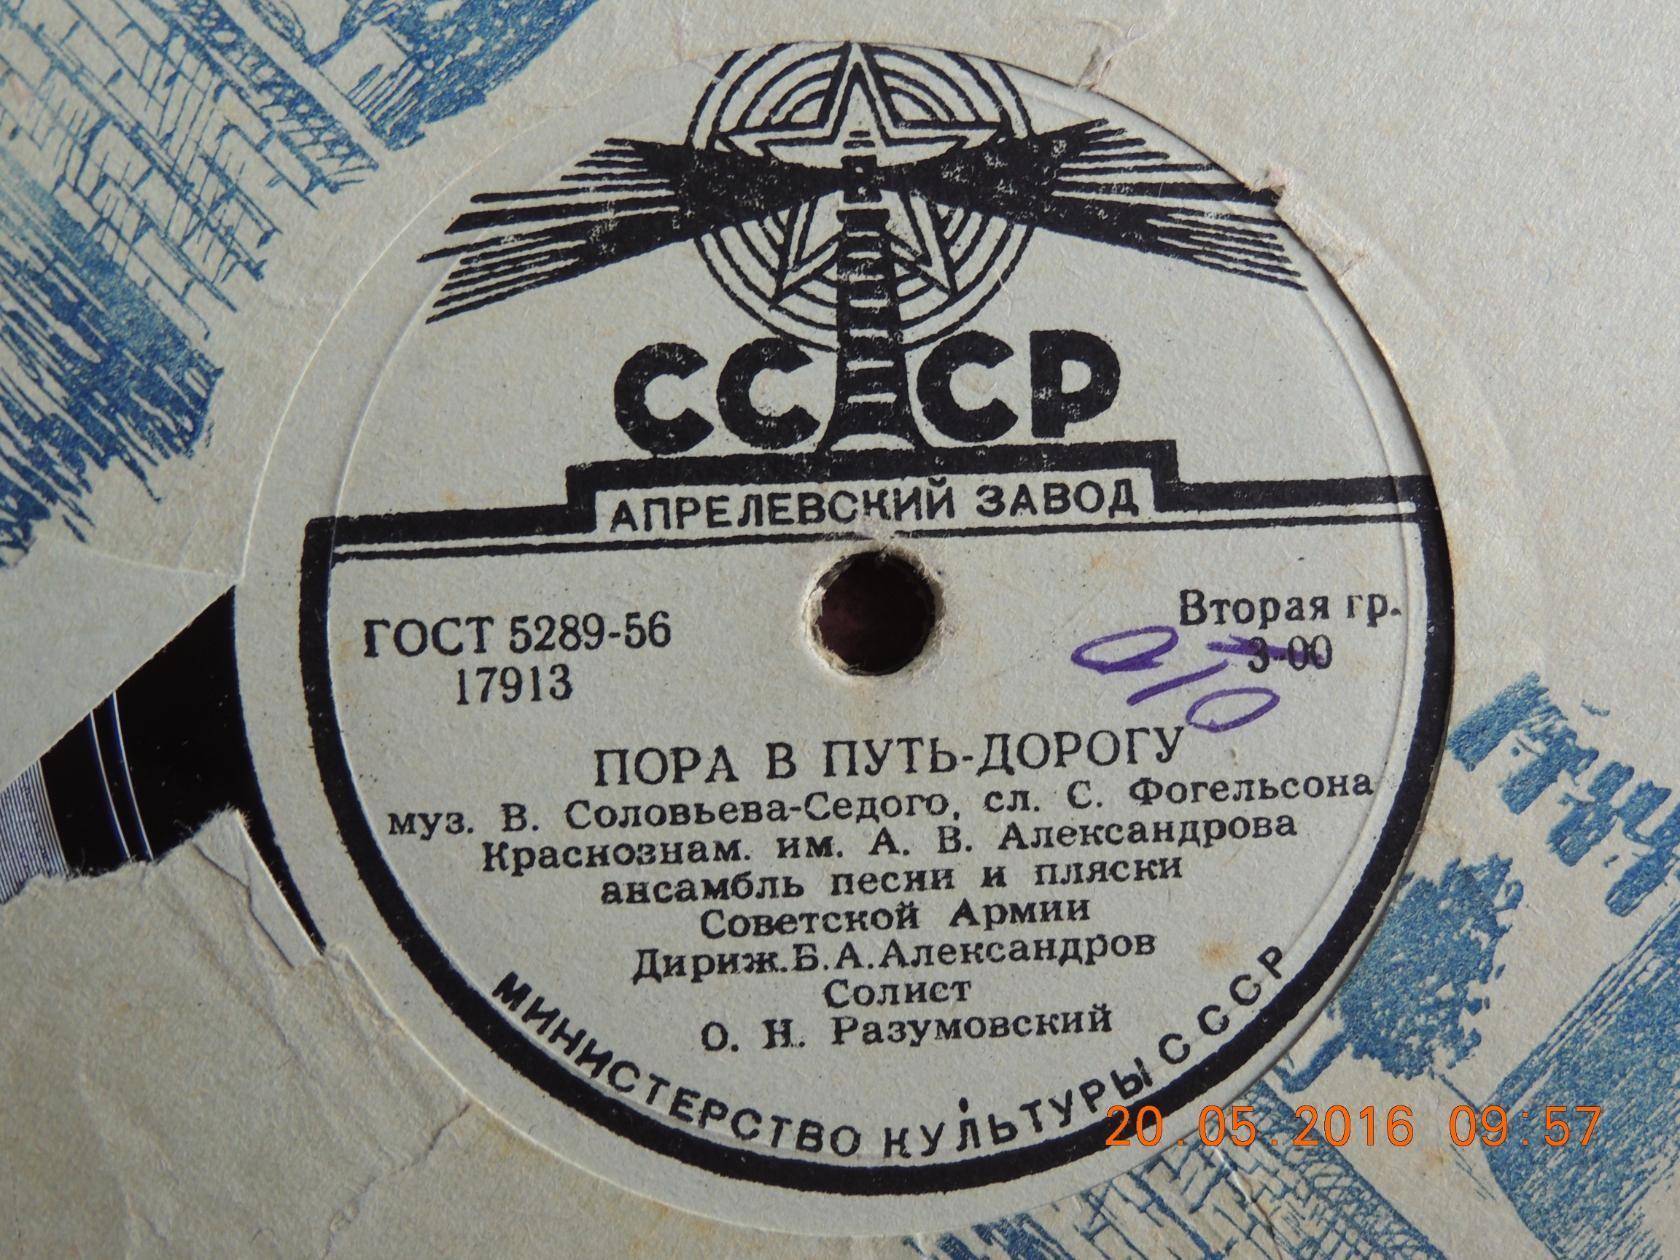 СССР
АПРЕЛЕВСКИЙ ЗАВОД
ГОСТ 5289-56
17913
Вторая гр.
3-00
ПОРА В ПУТЬ-ДОРОГУ
муз. В. Соловьева-Седого, сл. С. Фогельсона
Краснознам. им. А. В. Александрова
ансамбль песни и пляски
Советской Армии
Дириж.Б.А.Александров
Солист
О. Н. Разумовский
МИНИСТЕРСТВО КУЛЬТУРЫ СССР
20.05.2016 09:57